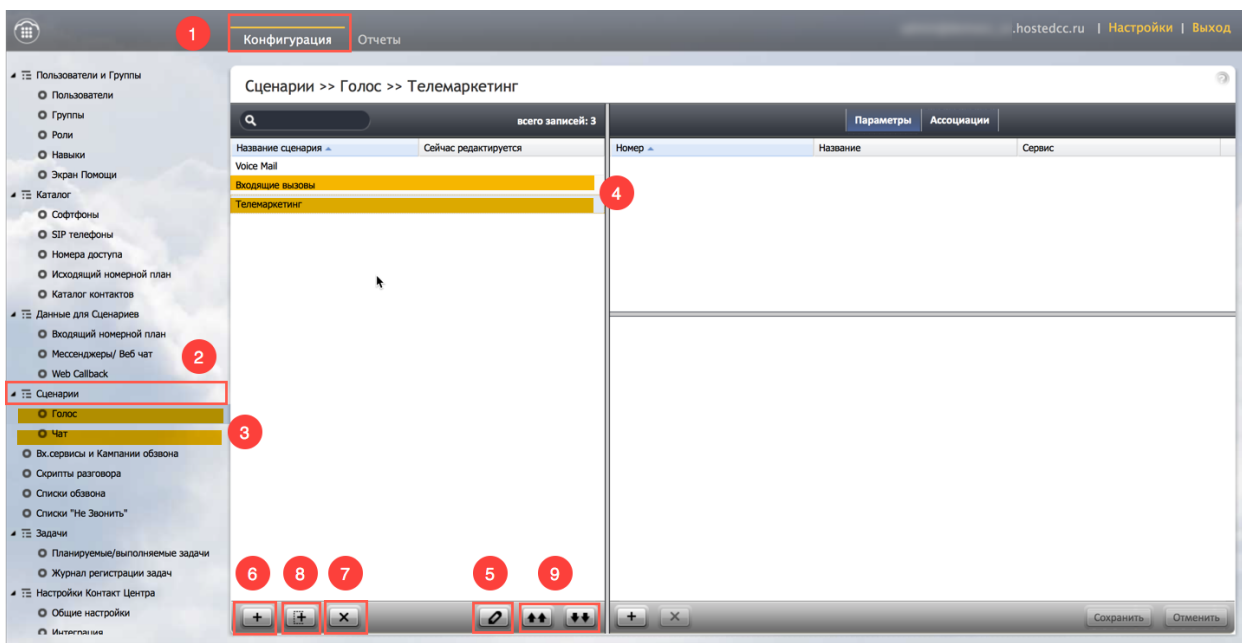 1
Конфигурация Отчеты
.hostedcc.ru | Настройки | Выход
Пользователи и Группы
Пользователи
Группы
Роли
Навыки
Экран Помощи
Каталог
Софтфоны
SIP телефоны
Номера доступа
Исходящий номерной план
Каталог контактов
Данные для Сценариев
Входящий номерной план
Мессенджеры/ Веб чат
2
Web Callback
Сценарии
Голос
Чат
3
Вх.сервисы и Кампании обзвона
Скрипты разговора
Списки обзвона
Списки "Не Звонить"
Задачи
Планируемые/выполняемые задачи
Журнал регистрации задач
Настройки Контакт Центра
Общие настройки
Интеграция
Сценарии >> Голос >> Телемаркетинг
?
всего записей: 3
Название сценария Сейчас редактируется
Voice Mail
Входящие вызовы
Телемаркетинг
4
6 8 7 5 9
Параметры Ассоциации
Номер Название Сервис
Сохранить Отменить